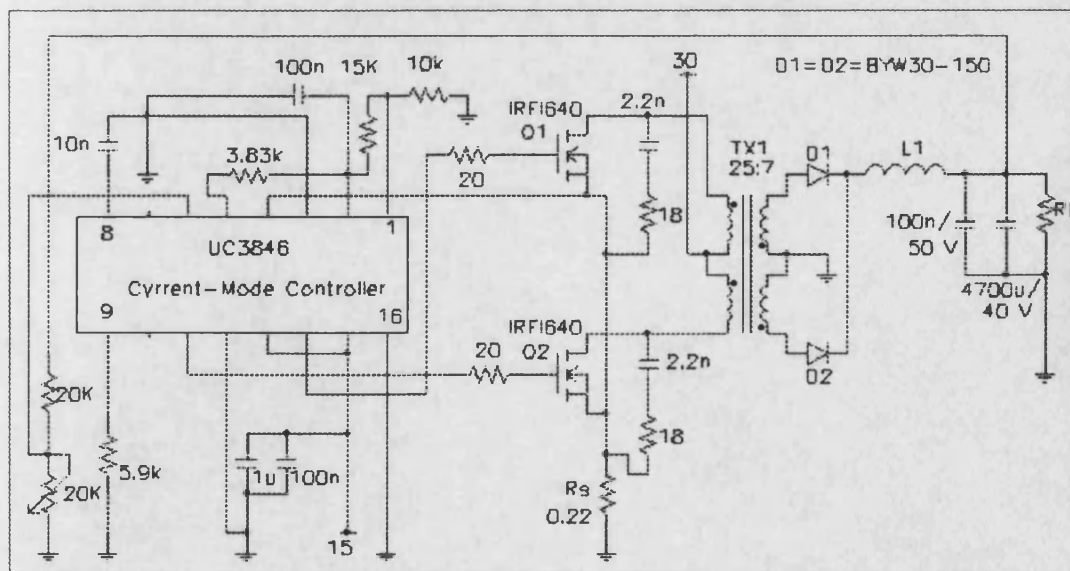 100n
15K
10k
30
D1=D2=BYW30-150
IRFI640
Q1
2.2n
10n
3.83k
20
TX1
25:7
D1
L1
18
8
1
UC3846
Cyrrent-Mode Controller
100n/
50 V
9
16
4700u/
40 V
IRFI640
Q2
20
2.2n
D2
20K
18
5.9k
1u
100n
20K
Rs
0.22
15